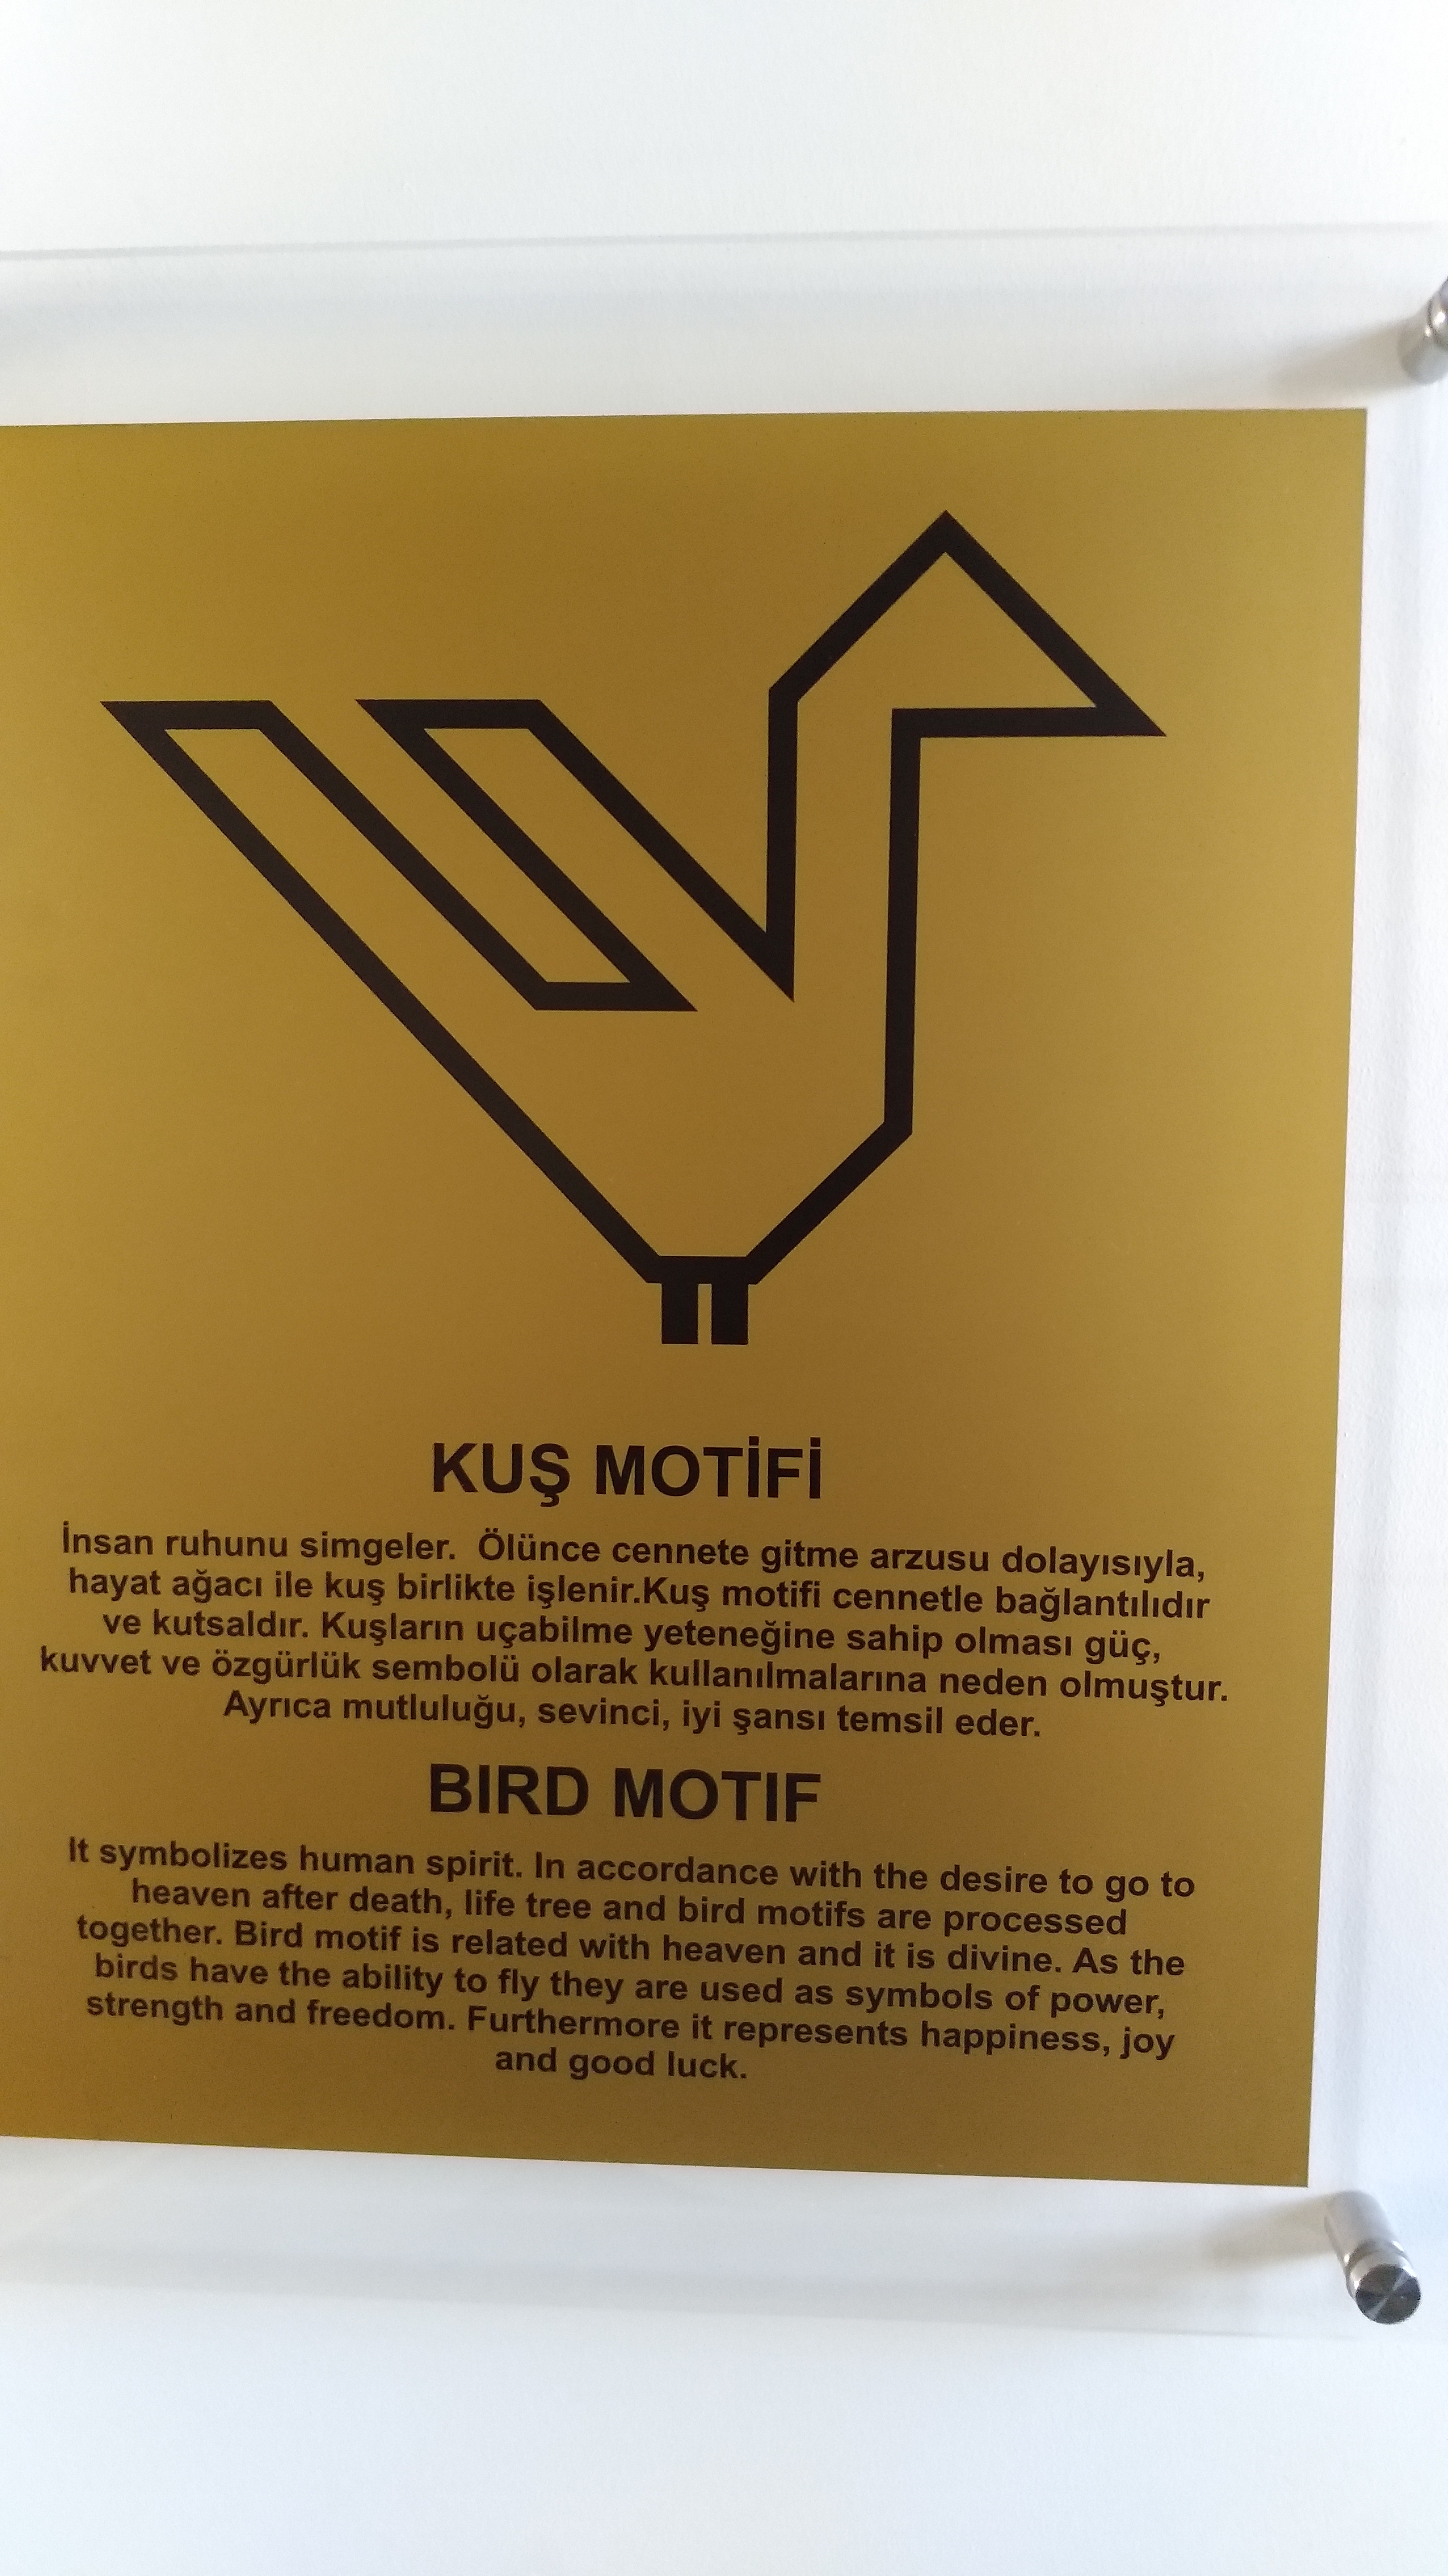 KUŞ MOTİFİ
İnsan ruhunu simgeler. Ölünce cennete gitme arzusu dolayısıyla,
hayat ağacı ile kuş birlikte işlenir.Kuş motifi cennetle bağlantılıdır
ve kutsaldır. Kuşların uçabilme yeteneğine sahip olması güç,
kuvvet ve özgürlük sembolü olarak kullanılmalarına neden olmuştur.
Ayrıca mutluluğu, sevinci, iyi şansı temsil eder.
BIRD MOTIF
It symbolizes human spirit. In accordance with the desire to go to
heaven after death, life tree and bird motifs are processed
together. Bird motif is related with heaven and it is divine. As the
birds have the ability to fly they are used as symbols of power,
strength and freedom. Furthermore it represents happiness, joy
and good luck.